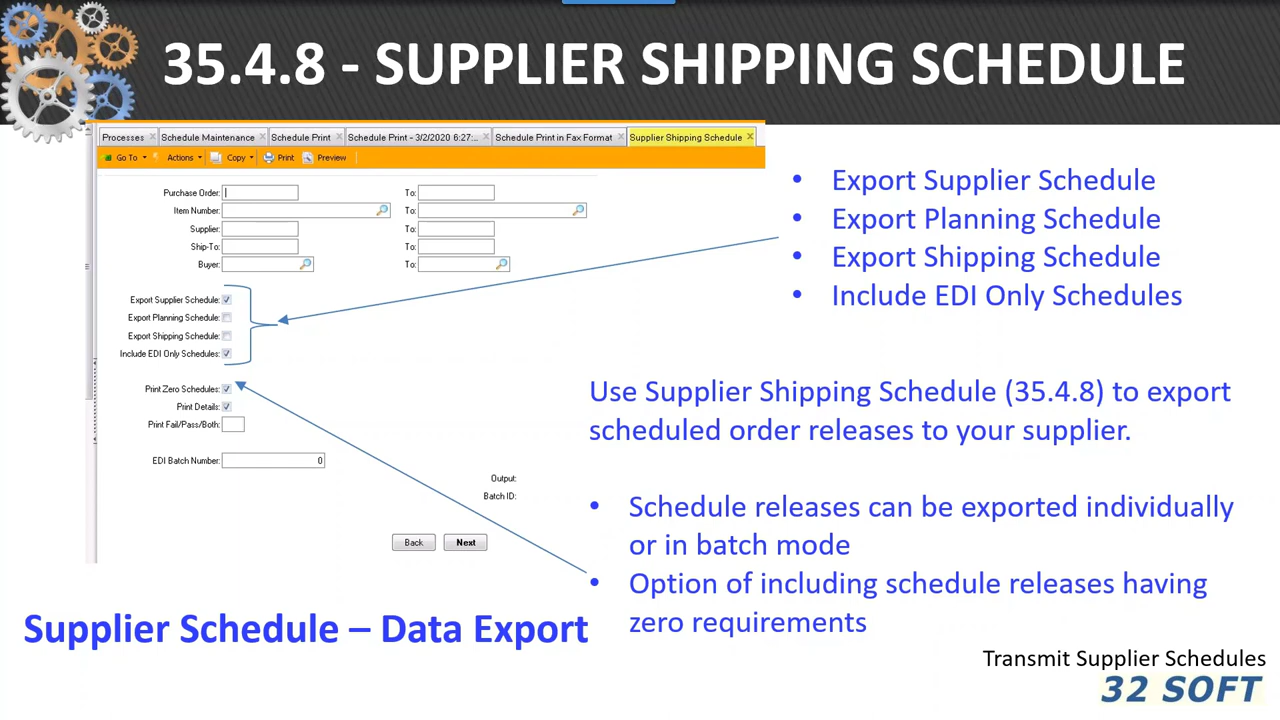 35.4.8 - SUPPLIER SHIPPING SCHEDULE
Processes Schedule Maintenance Schedule Print Schedule Print - 3/2/2020 6:27:... Schedule Print in Fax Format Supplier Shipping Schedule
Go To Actions Copy Print Preview
Purchase Order: To:
Item Number: To:
Supplier: To:
Ship-To: To:
Buyer: To:
Export Supplier Schedule:
Export Planning Schedule:
Export Shipping Schedule:
Include EDI Only Schedules:
Print Zero Schedules:
Print Details:
Print Fail/Pass/Both:
EDI Batch Number: 0
Output:
Batch ID:
Back Next
• Export Supplier Schedule
• Export Planning Schedule
• Export Shipping Schedule
• Include EDI Only Schedules
Use Supplier Shipping Schedule (35.4.8) to export
scheduled order releases to your supplier.
• Schedule releases can be exported individually
or in batch mode
• Option of including schedule releases having
zero requirements
Supplier Schedule – Data Export
Transmit Supplier Schedules
32 SOFT